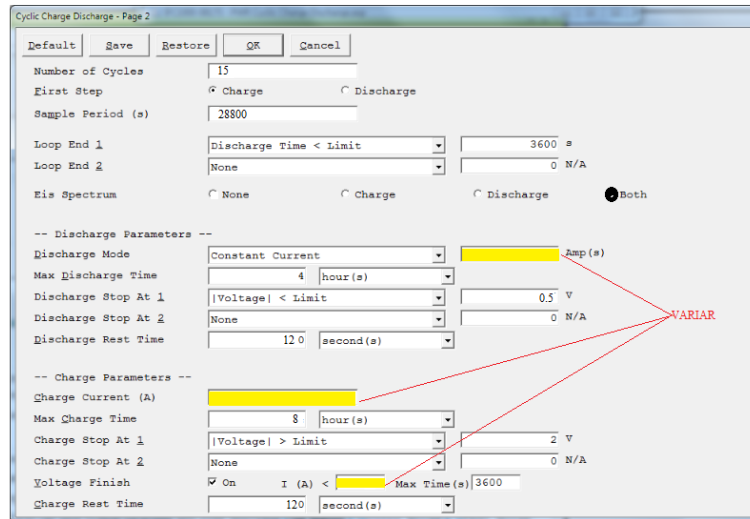 Cyclic Charge Discharge - Page 2
Default Save Restore OK Cancel
Number of Cycles 15
First Step Charge Discharge
Sample Period (s) 28800
Loop End 1 Discharge Time < Limit 3600 s
Loop End 2 None 0 N/A
Eis Spectrum None Charge Discharge Both
-- Discharge Parameters --
Discharge Mode Constant Current Amp(s)
Max Discharge Time 4 hour(s)
Discharge Stop At 1 |Voltage| < Limit 0.5 V
Discharge Stop At 2 None 0 N/A
VARIAR
Discharge Rest Time 120 second(s)
-- Charge Parameters --
Charge Current (A)
Max Charge Time 8 hour(s)
Charge Stop At 1 |Voltage| > Limit 2 V
Charge Stop At 2 None 0 N/A
Voltage Finish On I (A) < Max Time(s) 3600
Charge Rest Time 120 second(s)